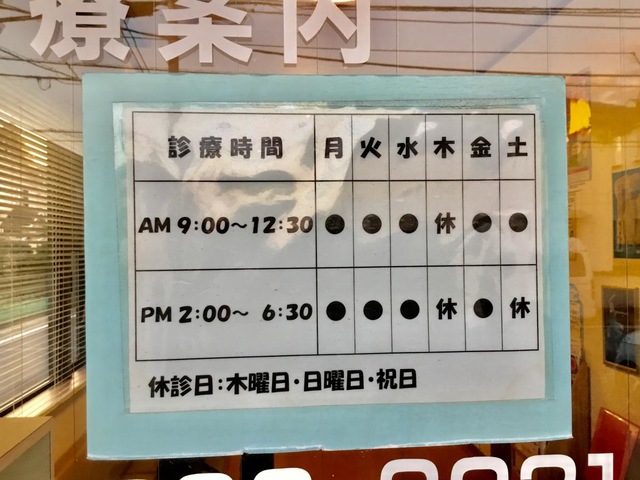 療案内
診療時間 月 火 水 木 金 土
AM 9:00～12:30 ● ● ● 休 ● ●
PM 2:00～ 6:30 ● ● ● 休 ● 休
休診日：木曜日・日曜日・祝日